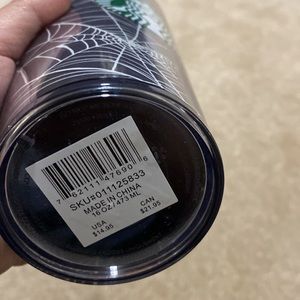 7 62111 47690 6
SKU#011125833
MADE IN CHINA
16 OZ / 473 ML
USA CAN
$14.95 $21.95